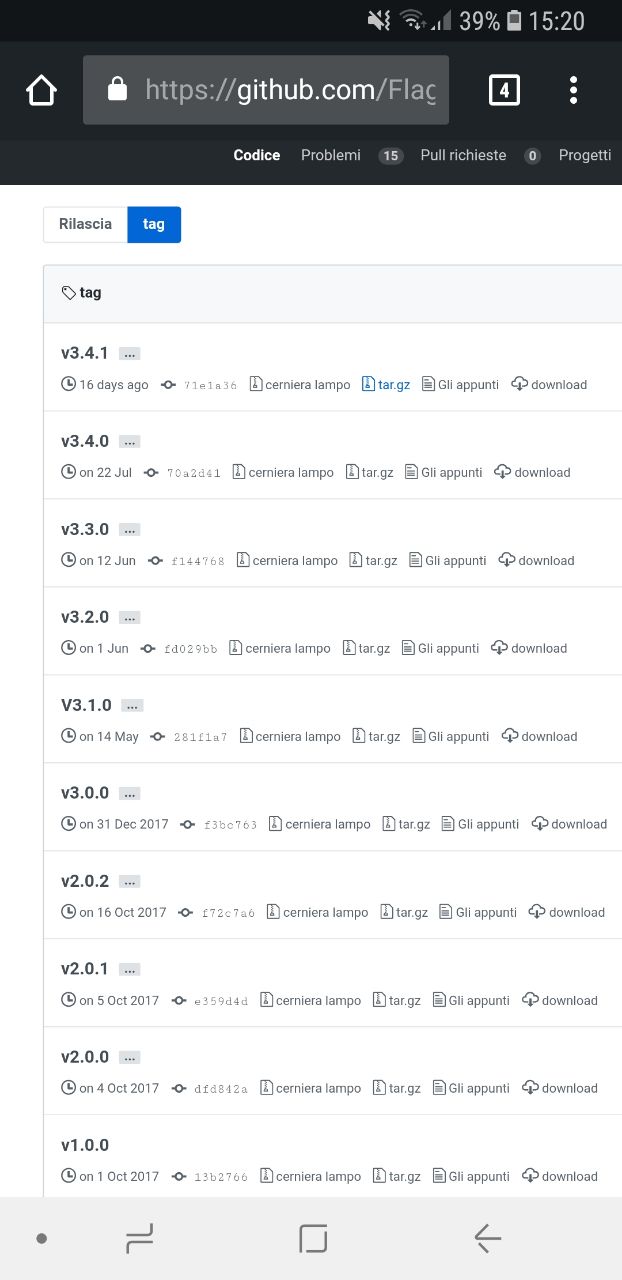 39% 15:20
https://github.com/Flag
4
Codice Problemi 15 Pull richieste 0 Progetti
Rilascia tag
tag
v3.4.1 ...
16 days ago 71e1a36 cerniera lampo tar.gz Gli appunti download
v3.4.0 ...
on 22 Jul 70a2d41 cerniera lampo tar.gz Gli appunti download
v3.3.0 ...
on 12 Jun f144768 cerniera lampo tar.gz Gli appunti download
v3.2.0 ...
on 1 Jun fd029bb cerniera lampo tar.gz Gli appunti download
V3.1.0 ...
on 14 May 281f1a7 cerniera lampo tar.gz Gli appunti download
v3.0.0 ...
on 31 Dec 2017 f3bc763 cerniera lampo tar.gz Gli appunti download
v2.0.2 ...
on 16 Oct 2017 f72c7a6 cerniera lampo tar.gz Gli appunti download
v2.0.1 ...
on 5 Oct 2017 e359d4d cerniera lampo tar.gz Gli appunti download
v2.0.0 ...
on 4 Oct 2017 dfd842a cerniera lampo tar.gz Gli appunti download
v1.0.0
on 1 Oct 2017 13b2766 cerniera lampo tar.gz Gli appunti download